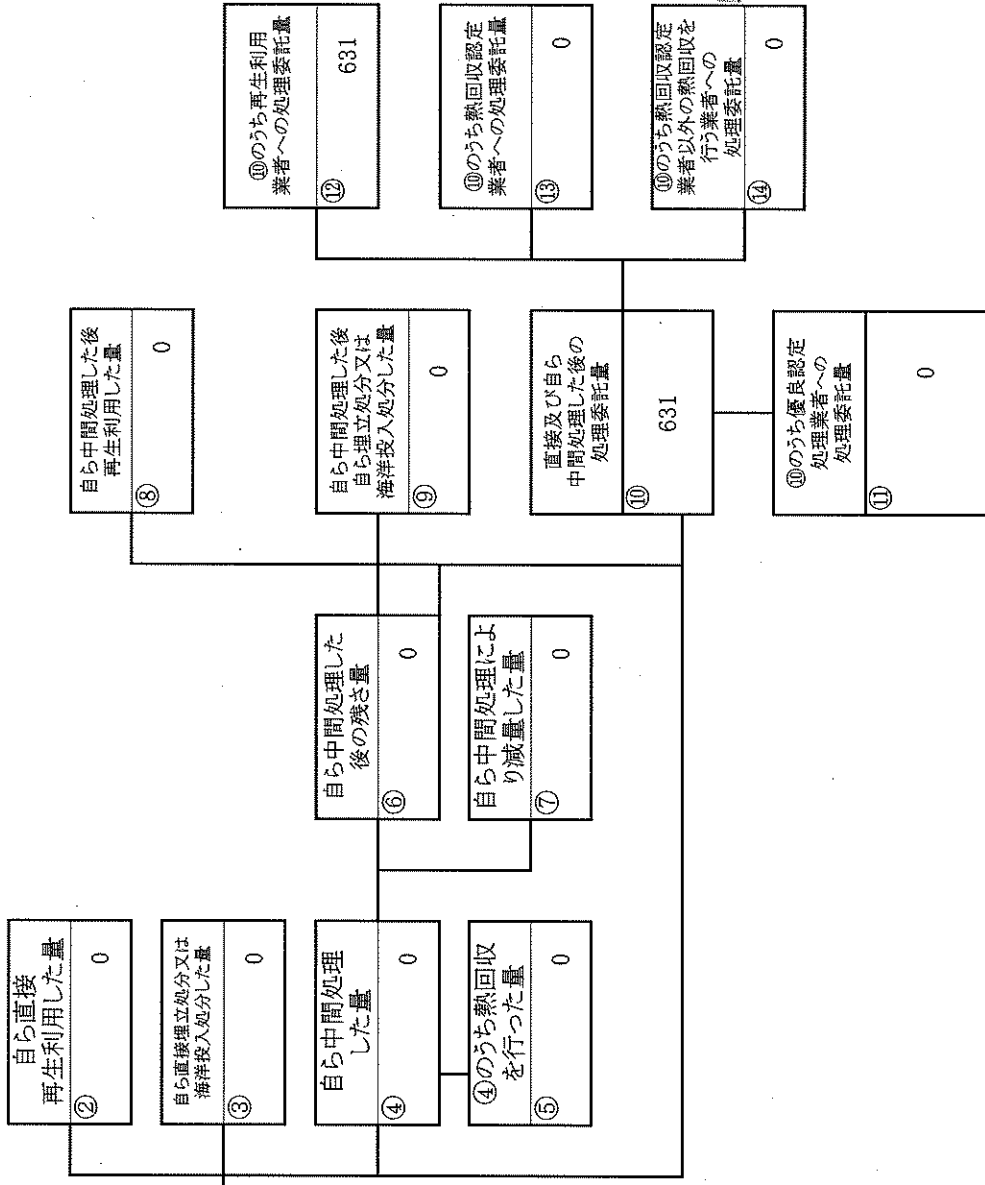 自ら直接
再生利用した量
②
0
自ら直接埋立処分又は
海洋投入処分した量
③
0
自ら中間処理
した量
④
0
④のうち熱回収
を行った量
⑤
0
自ら中間処理した
後の残さ量
⑥
0
自ら中間処理によ
り減量した量
⑦
0
自ら中間処理した後
再生利用した量
⑧
0
自ら中間処理した後
自ら埋立処分又は
海洋投入処分した量
⑨
0
直接及び自ら
中間処理した後の
処理委託量
⑩
631
⑩のうち優良認定
処理業者への
処理委託量
⑪
0
⑩のうち再生利用
業者への処理委託量
⑫
631
⑩のうち熱回収認定
業者への処理委託量
⑬
0
⑩のうち熱回収認定
業者以外の熱回収を
行う業者への
処理委託量
⑭
0